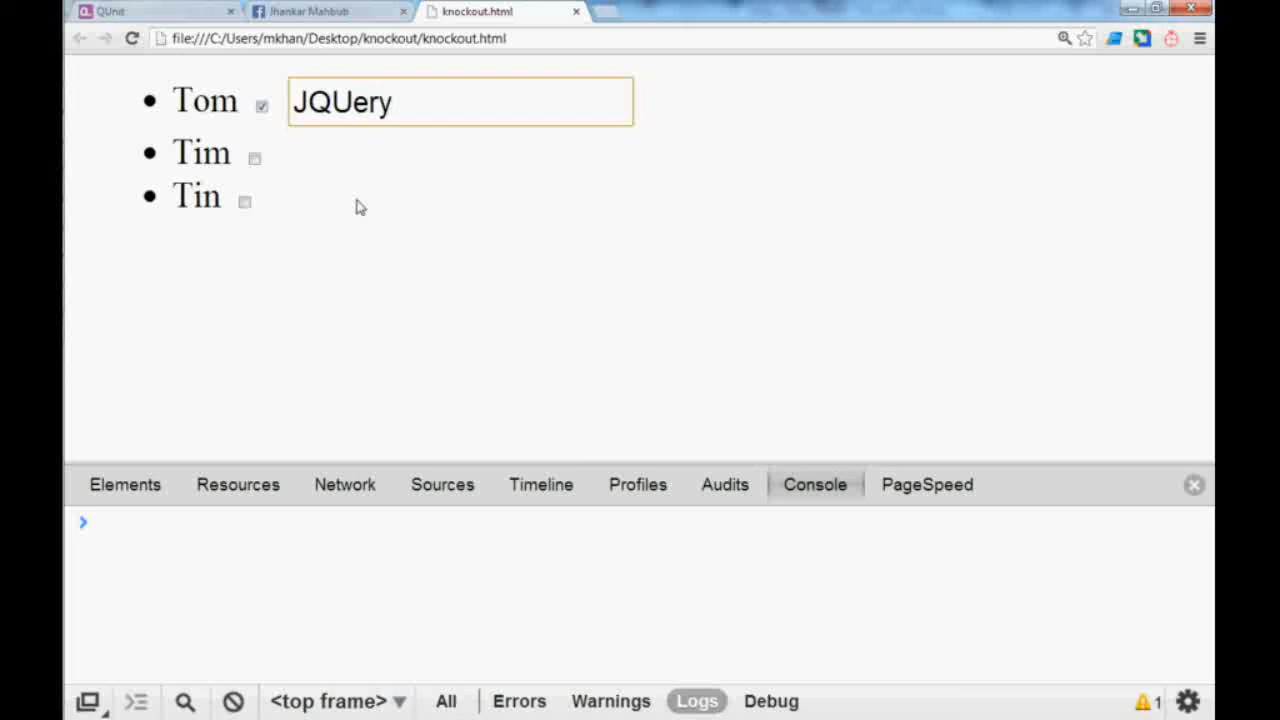 QUnit
Jhankar Mahbub
knockout.html
file:///C:/Users/mkhan/Desktop/knockout/knockout.html
Tom
JQUery
Tim
Tin
Elements Resources Network Sources Timeline Profiles Audits Console PageSpeed
<top frame> All Errors Warnings Logs Debug 1